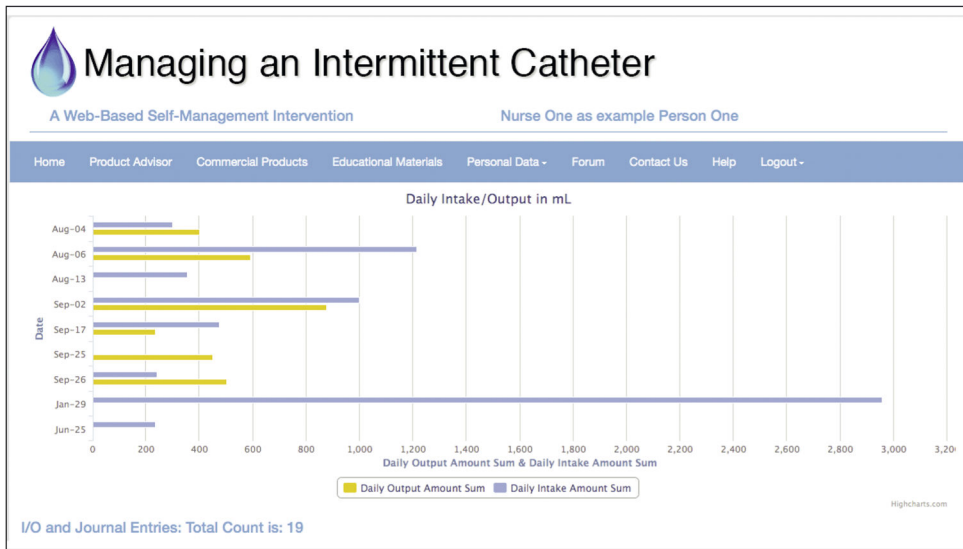 Managing an Intermittent Catheter
A Web-Based Self-Management Intervention Nurse One as example Person One
Home Product Advisor Commercial Products Educational Materials Personal Data Forum Contact Us Help Logout
Daily Intake/Output in mL
Date
Aug-04
Aug-06
Aug-13
Sep-02
Sep-17
Sep-25
Sep-26
Jan-29
Jun-25
0 200 400 600 800 1,000 1,200 1,400 1,600 1,800 2,000 2,200 2,400 2,600 2,800 3,000 3,20
Daily Output Amount Sum & Daily Intake Amount Sum
Daily Output Amount Sum Daily Intake Amount Sum
Highcharts.com
I/O and Journal Entries: Total Count is: 19